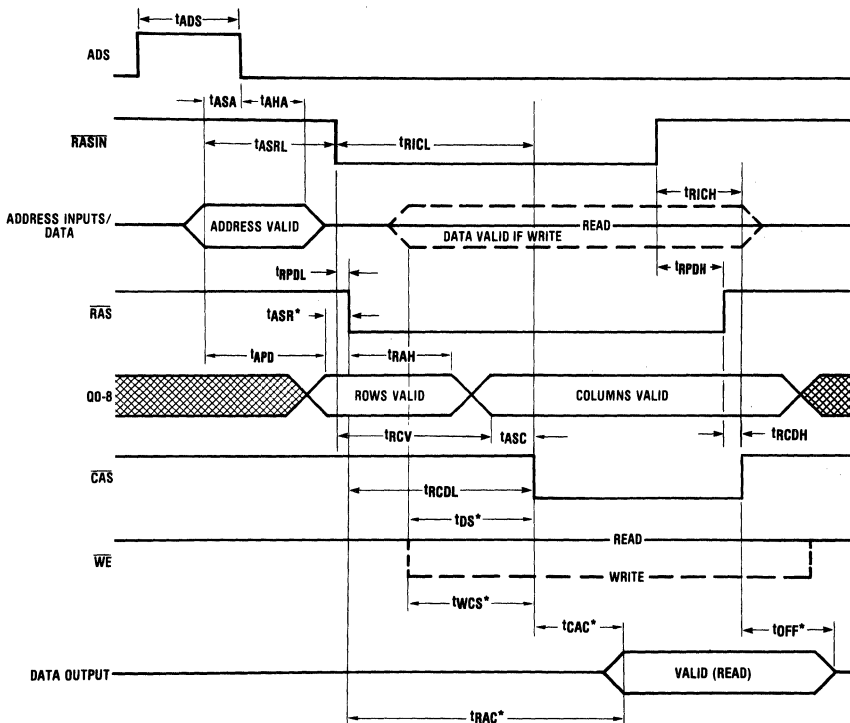 tADS
ADS
tASA tAHA
RASIN
tASRL tRICL
tRICH
ADDRESS INPUTS/
DATA
ADDRESS VALID
READ
DATA VALID IF WRITE
tRPDL
tRPDH
RAS
tASR*
tAPD tRAH
Q0-8
ROWS VALID COLUMNS VALID
tRCV tASC tRCDH
CAS
tRCDL
tDS*
READ
WE
WRITE
tWCS*
tCAC* tOFF*
DATA OUTPUT
VALID (READ)
tRAC*